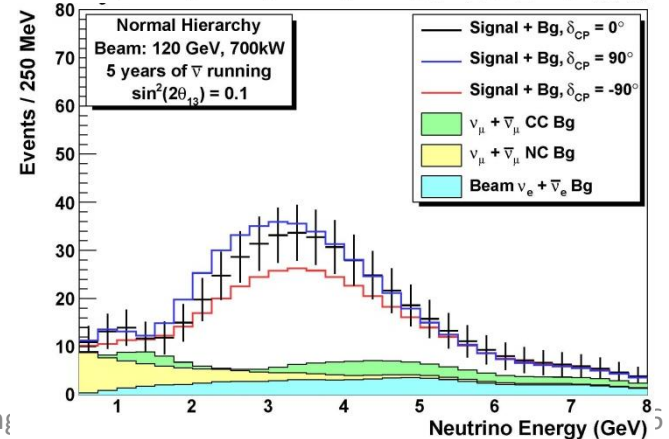 80
70
60
50
40
30
20
10
0
Events / 250 MeV
Normal Hierarchy
Beam: 120 GeV, 700kW
5 years of ν̅ running
sin²(2θ₁₃) = 0.1
Signal + Bg, δCP = 0°
Signal + Bg, δCP = 90°
Signal + Bg, δCP = -90°
νμ + ν̅μ CC Bg
νμ + ν̅μ NC Bg
Beam νe + ν̅e Bg
1 2 3 4 5 6 7 8
Neutrino Energy (GeV)